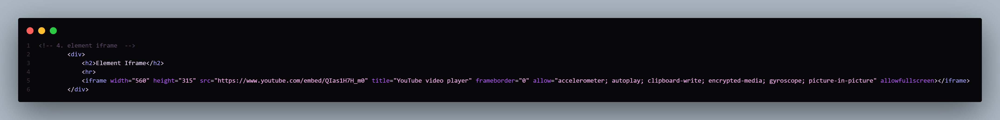 1 <!-- 4. element iframe  -->
2         <div>
3             <h2>Element Iframe</h2>
4             <hr>
5             <iframe width="560" height="315" src="https://www.youtube.com/embed/QIas1H7H_m0" title="YouTube video player" frameborder="0" allow="accelerometer; autoplay; clipboard-write; encrypted-media; gyroscope; picture-in-picture" allowfullscreen></iframe>
6         </div>